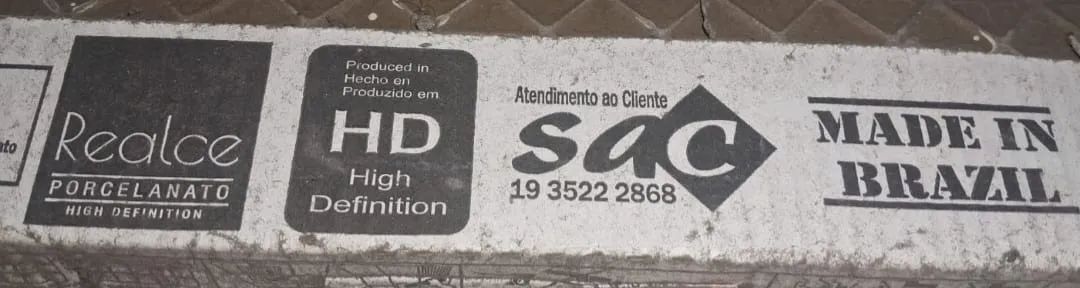 Realce
PORCELANATO
HIGH DEFINITION
Produced in
Hecho en
Produzido em
HD
High
Definition
Atendimento ao Cliente
sac
19 3522 2868
MADE IN
BRAZIL